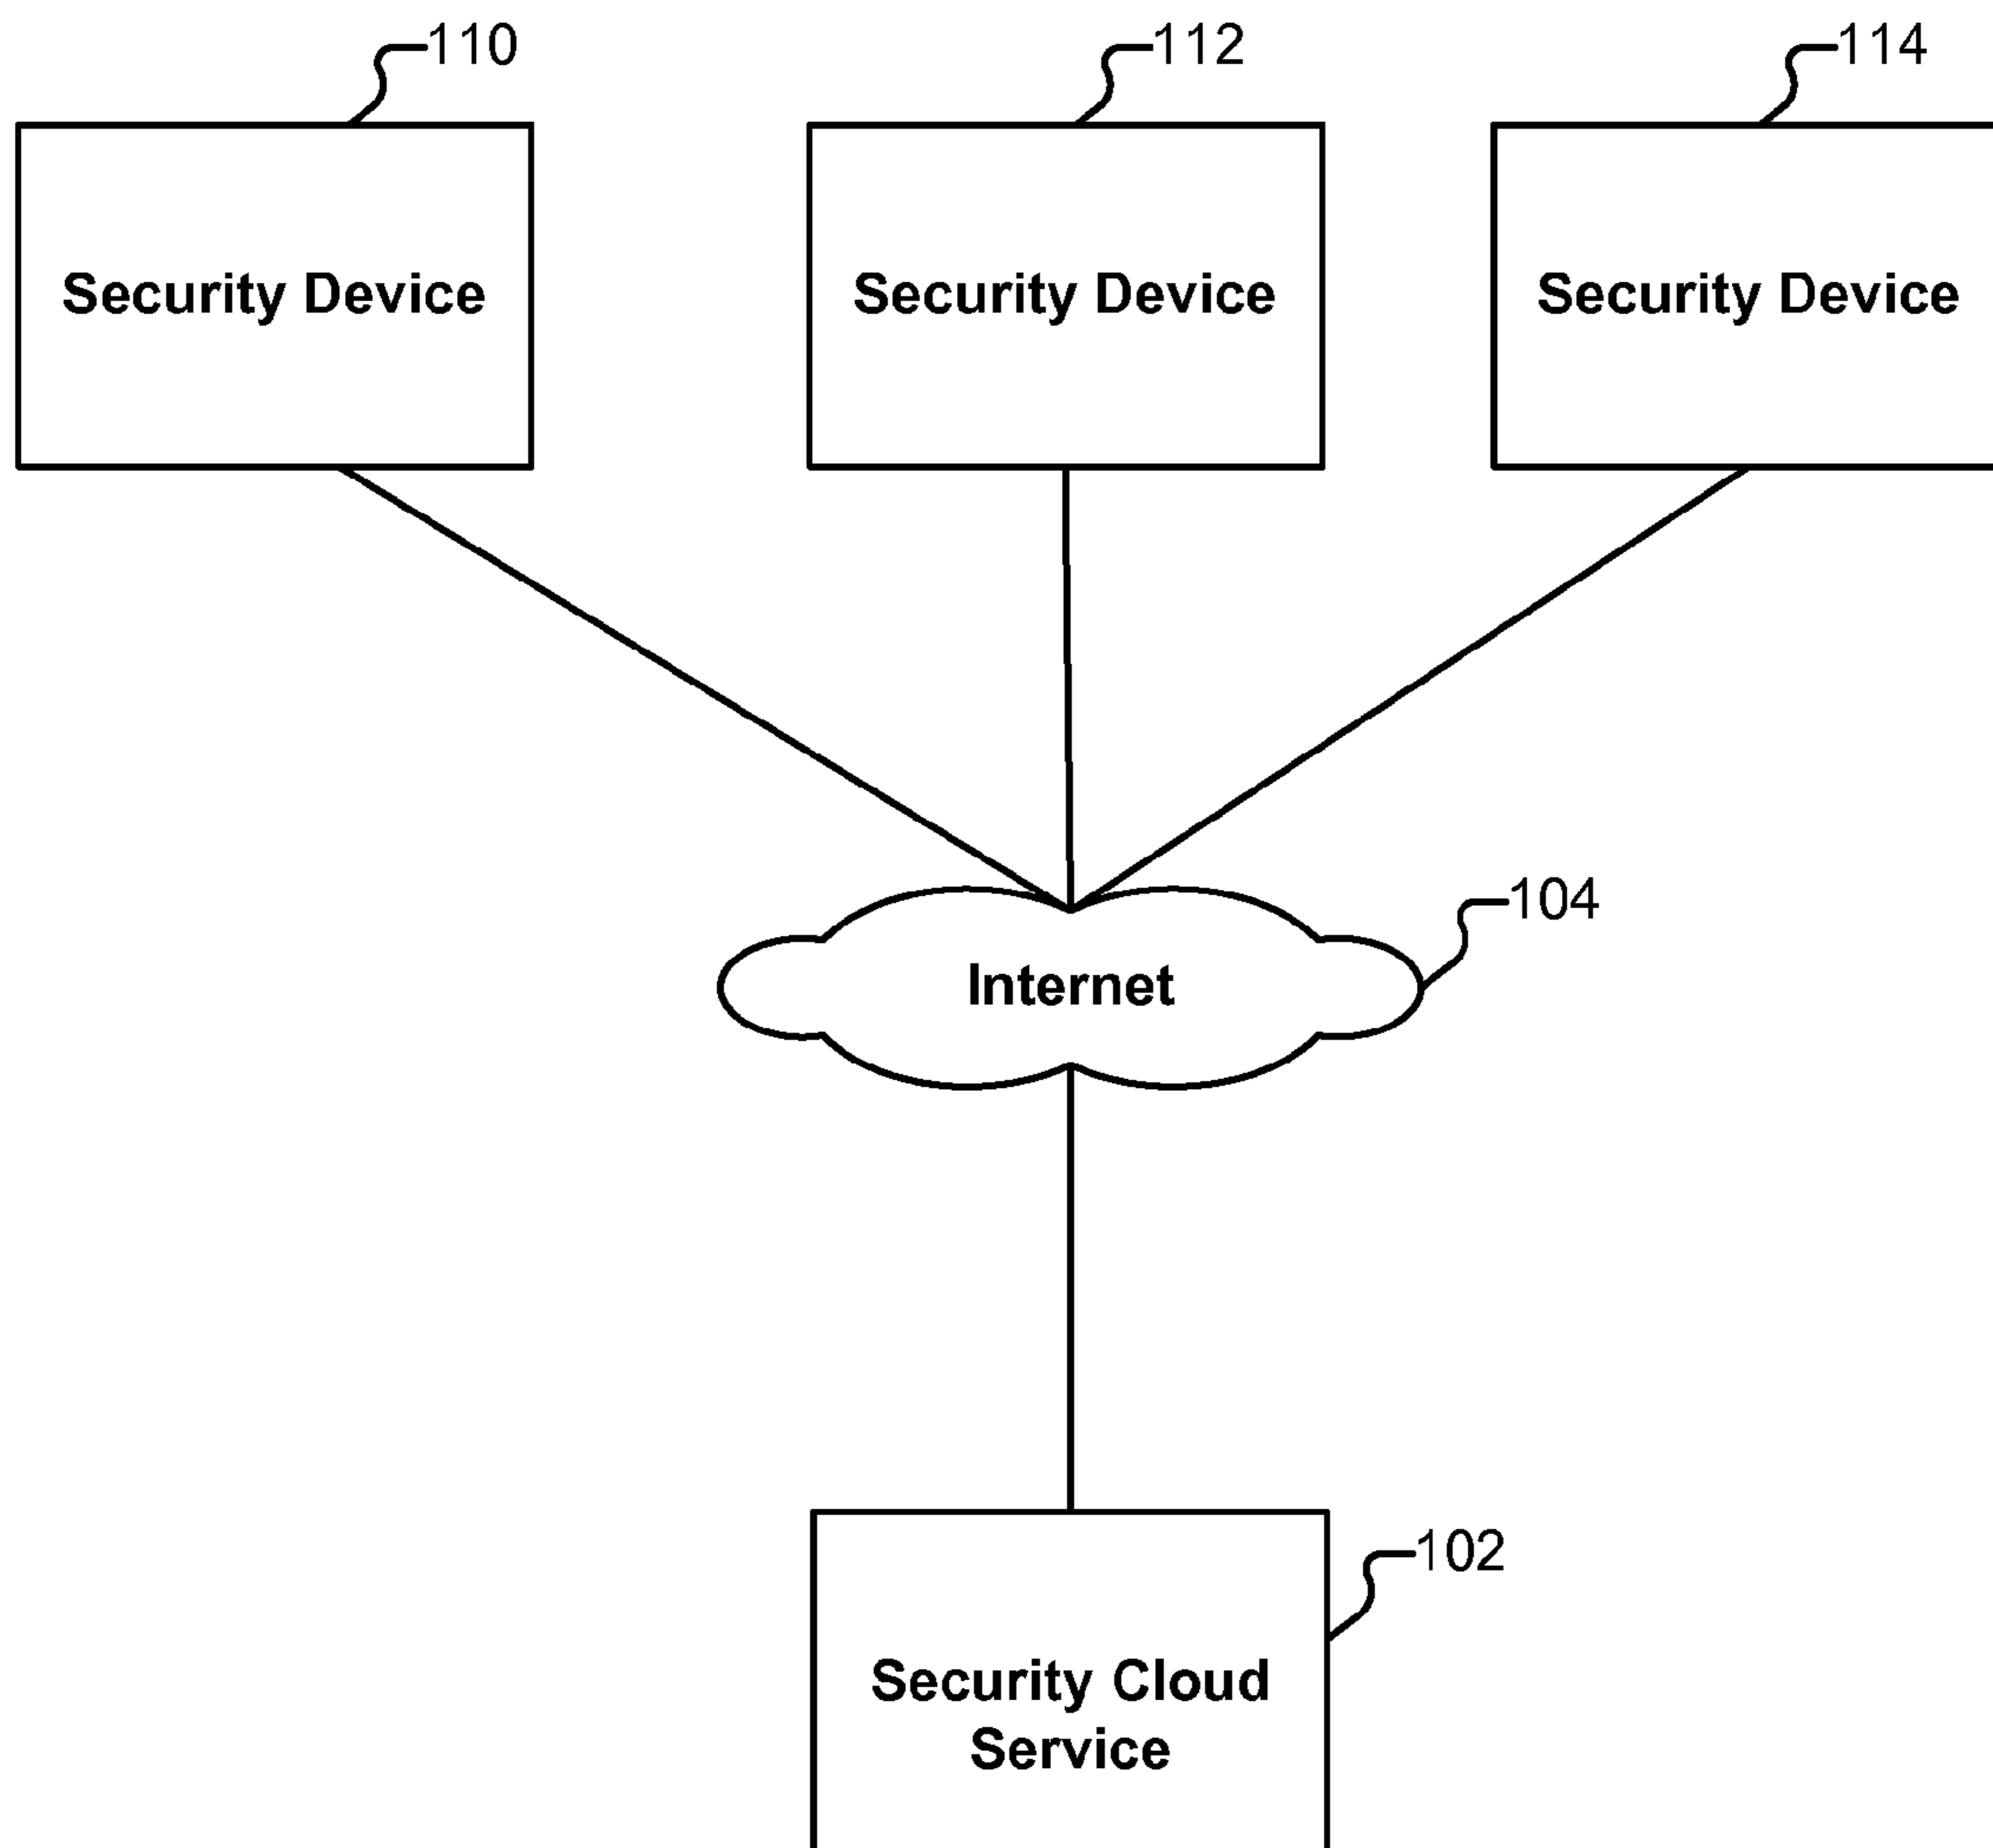 110
112
114
Security Device
Security Device
Security Device
104
Internet
102
Security Cloud
Service